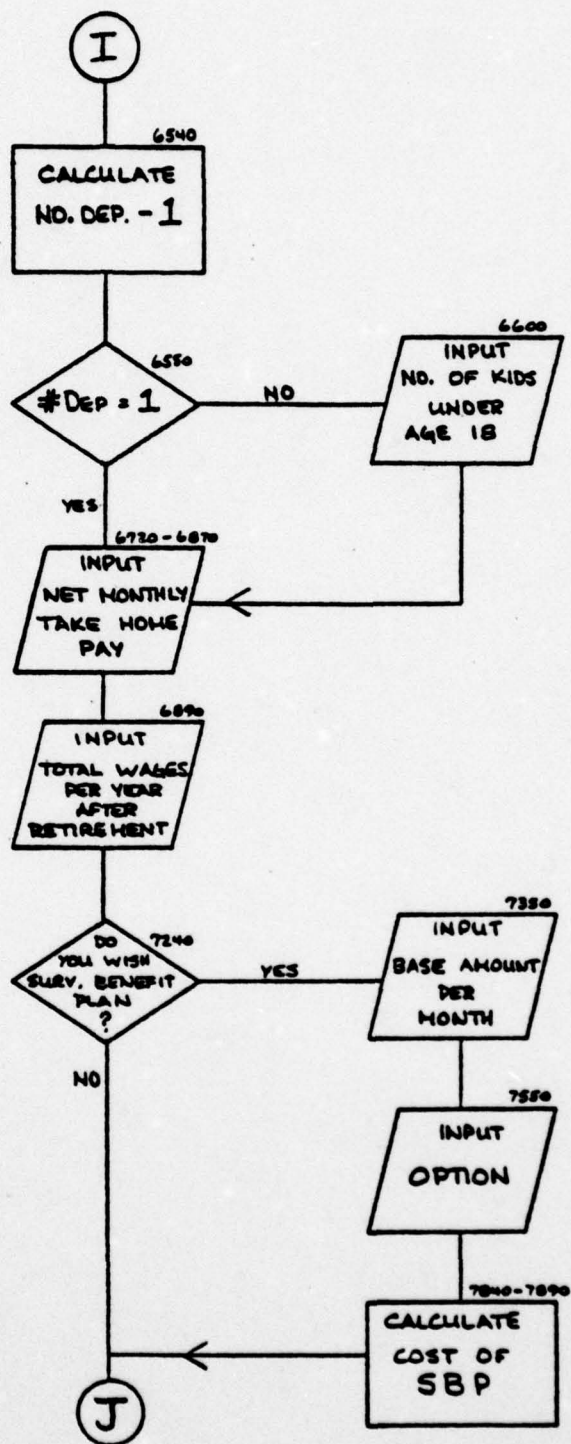 I
6540
CALCULATE
NO. DEP. - 1
6550
#DEP = 1
NO
6600
INPUT
NO. OF KIDS
UNDER
AGE 18
YES
6720-6870
INPUT
NET MONTHLY
TAKE HOME
PAY
6890
INPUT
TOTAL WAGES
PER YEAR
AFTER
RETIREMENT
7240
DO
YOU WISH
SURV. BENEFIT
PLAN
?
YES
7350
INPUT
BASE AMOUNT
PER
MONTH
NO
7550
INPUT
OPTION
7840-7890
CALCULATE
COST OF
SBP
J